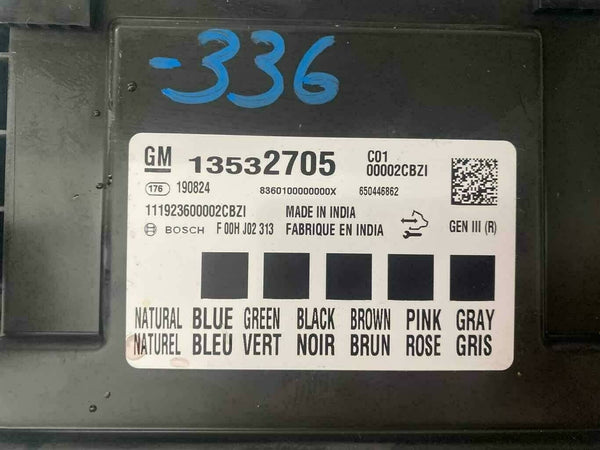 -336
GM 13532705 C01
00002CBZI
176 190824 8360100000000X 650446862
111923600002CBZI MADE IN INDIA
BOSCH F 00H J02 313 FABRIQUE EN INDIA GEN III (R)
NATURAL BLUE GREEN BLACK BROWN PINK GRAY
NATUREL BLEU VERT NOIR BRUN ROSE GRIS